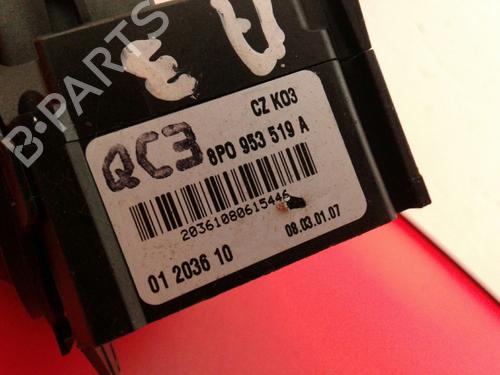 B-PARTS
E U
CZ K03
QC3
8P0 953 519 A
20361080615446
01 2036 10
08.03.01.07